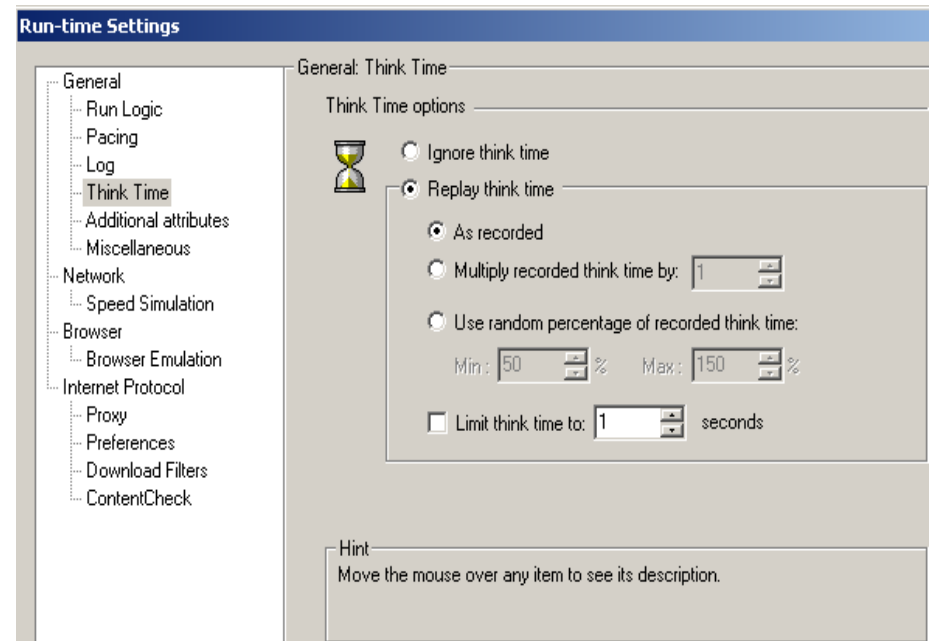 Run-time Settings
General
Run Logic
Pacing
Log
Think Time
Additional attributes
Miscellaneous
Network
Speed Simulation
Browser
Browser Emulation
Internet Protocol
Proxy
Preferences
Download Filters
ContentCheck
General: Think Time
Think Time options
Ignore think time
Replay think time
As recorded
Multiply recorded think time by: 1
Use random percentage of recorded think time:
Min: 50 % Max: 150 %
Limit think time to: 1 seconds
Hint
Move the mouse over any item to see its description.